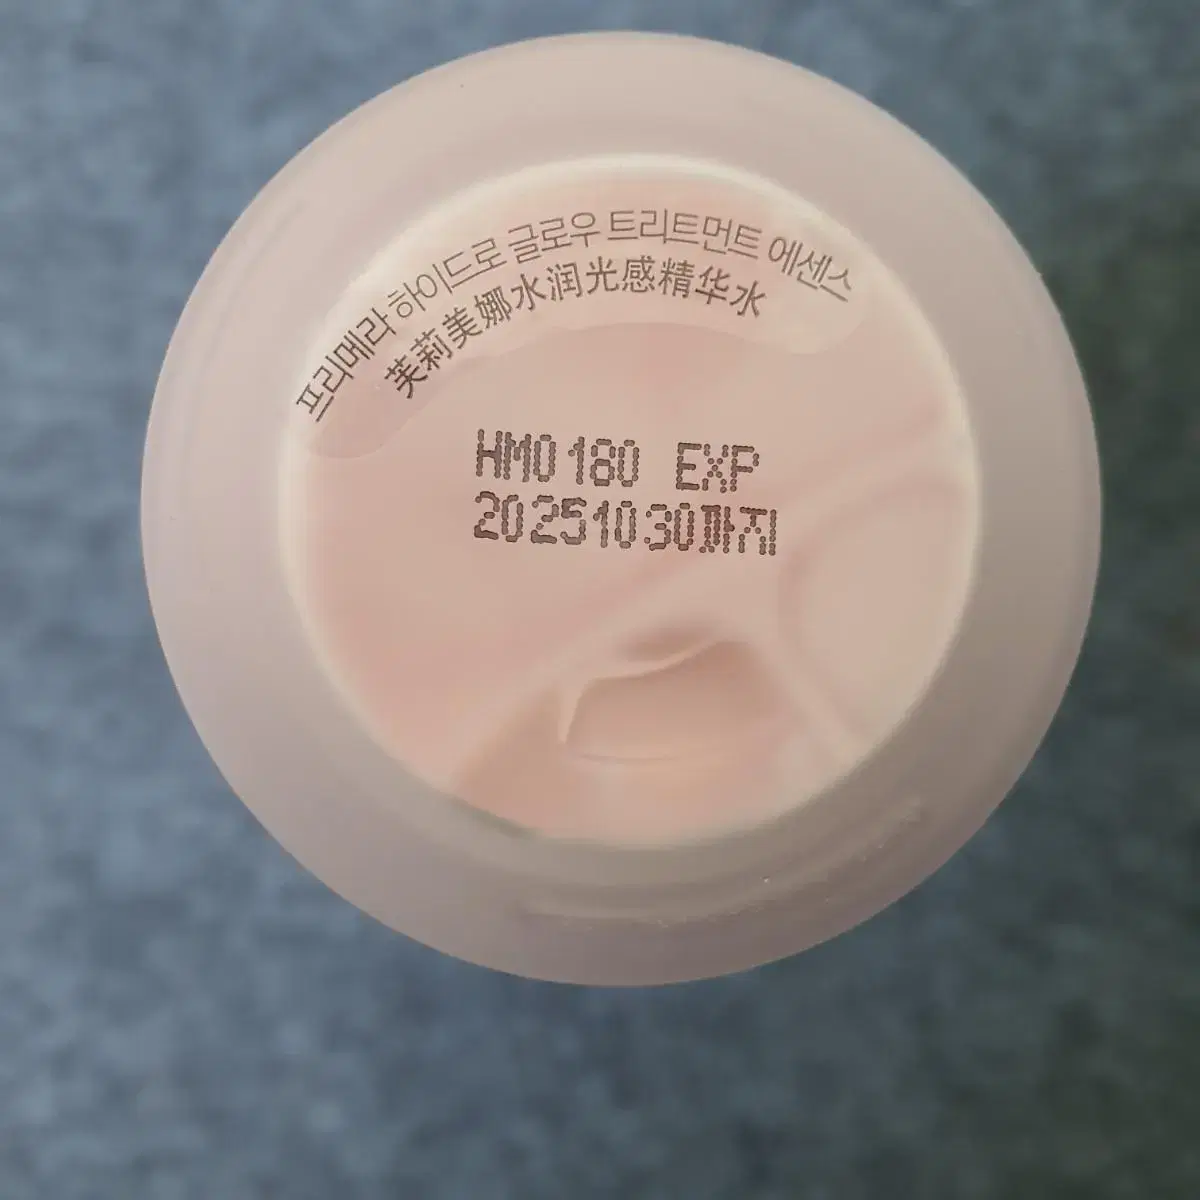 프리메라 하이드로 글로우 트리트먼트 에센스
芙莉美娜水润光感精华水
HM0180 EXP
20251030까지